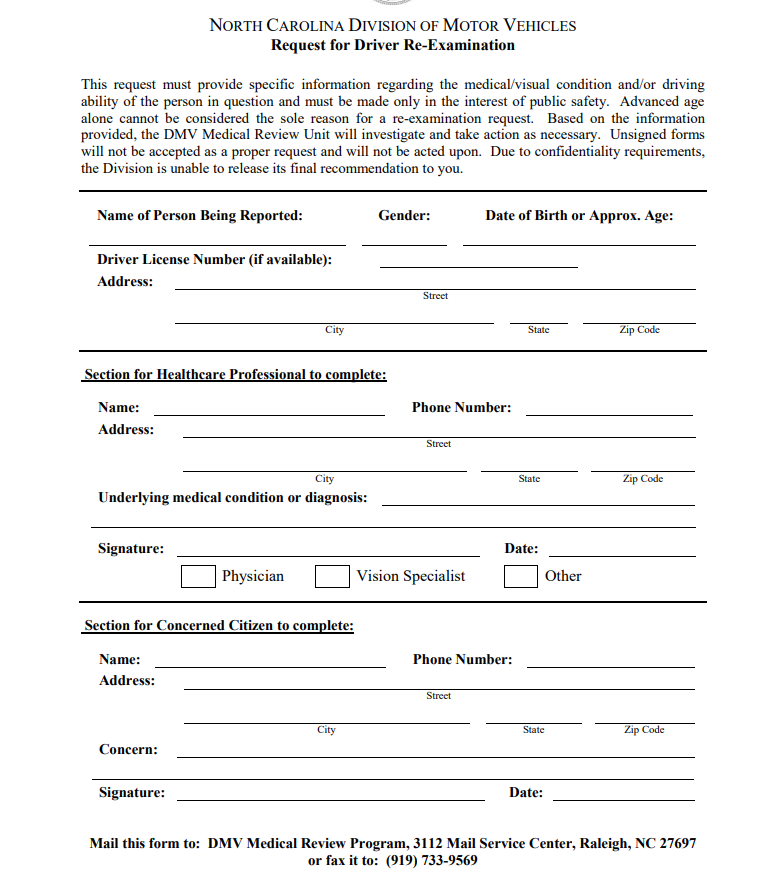 NORTH CAROLINA DIVISION OF MOTOR VEHICLES
Request for Driver Re-Examination
This request must provide specific information regarding the medical/visual condition and/or driving
ability of the person in question and must be made only in the interest of public safety. Advanced age
alone cannot be considered the sole reason for a re-examination request. Based on the information
provided, the DMV Medical Review Unit will investigate and take action as necessary. Unsigned forms
will not be accepted as a proper request and will not be acted upon. Due to confidentiality requirements,
the Division is unable to release its final recommendation to you.
Name of Person Being Reported: Gender: Date of Birth or Approx. Age:
Driver License Number (if available):
Address:
Street
City State Zip Code
Section for Healthcare Professional to complete:
Name: Phone Number:
Address:
Street
City State Zip Code
Underlying medical condition or diagnosis:
Signature: Date:
Physician Vision Specialist Other
Section for Concerned Citizen to complete:
Name: Phone Number:
Address:
Street
City State Zip Code
Concern:
Signature: Date:
Mail this form to: DMV Medical Review Program, 3112 Mail Service Center, Raleigh, NC 27697
or fax it to: (919) 733-9569